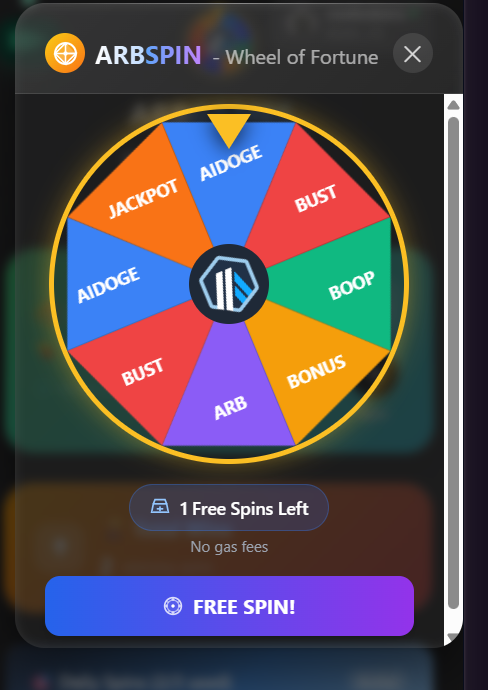 ARBSPIN - Wheel of Fortune
AIDOGE
JACKPOT
BUST
AIDOGE
BOOP
BUST
BONUS
ARB
1 Free Spins Left
No gas fees
FREE SPIN!